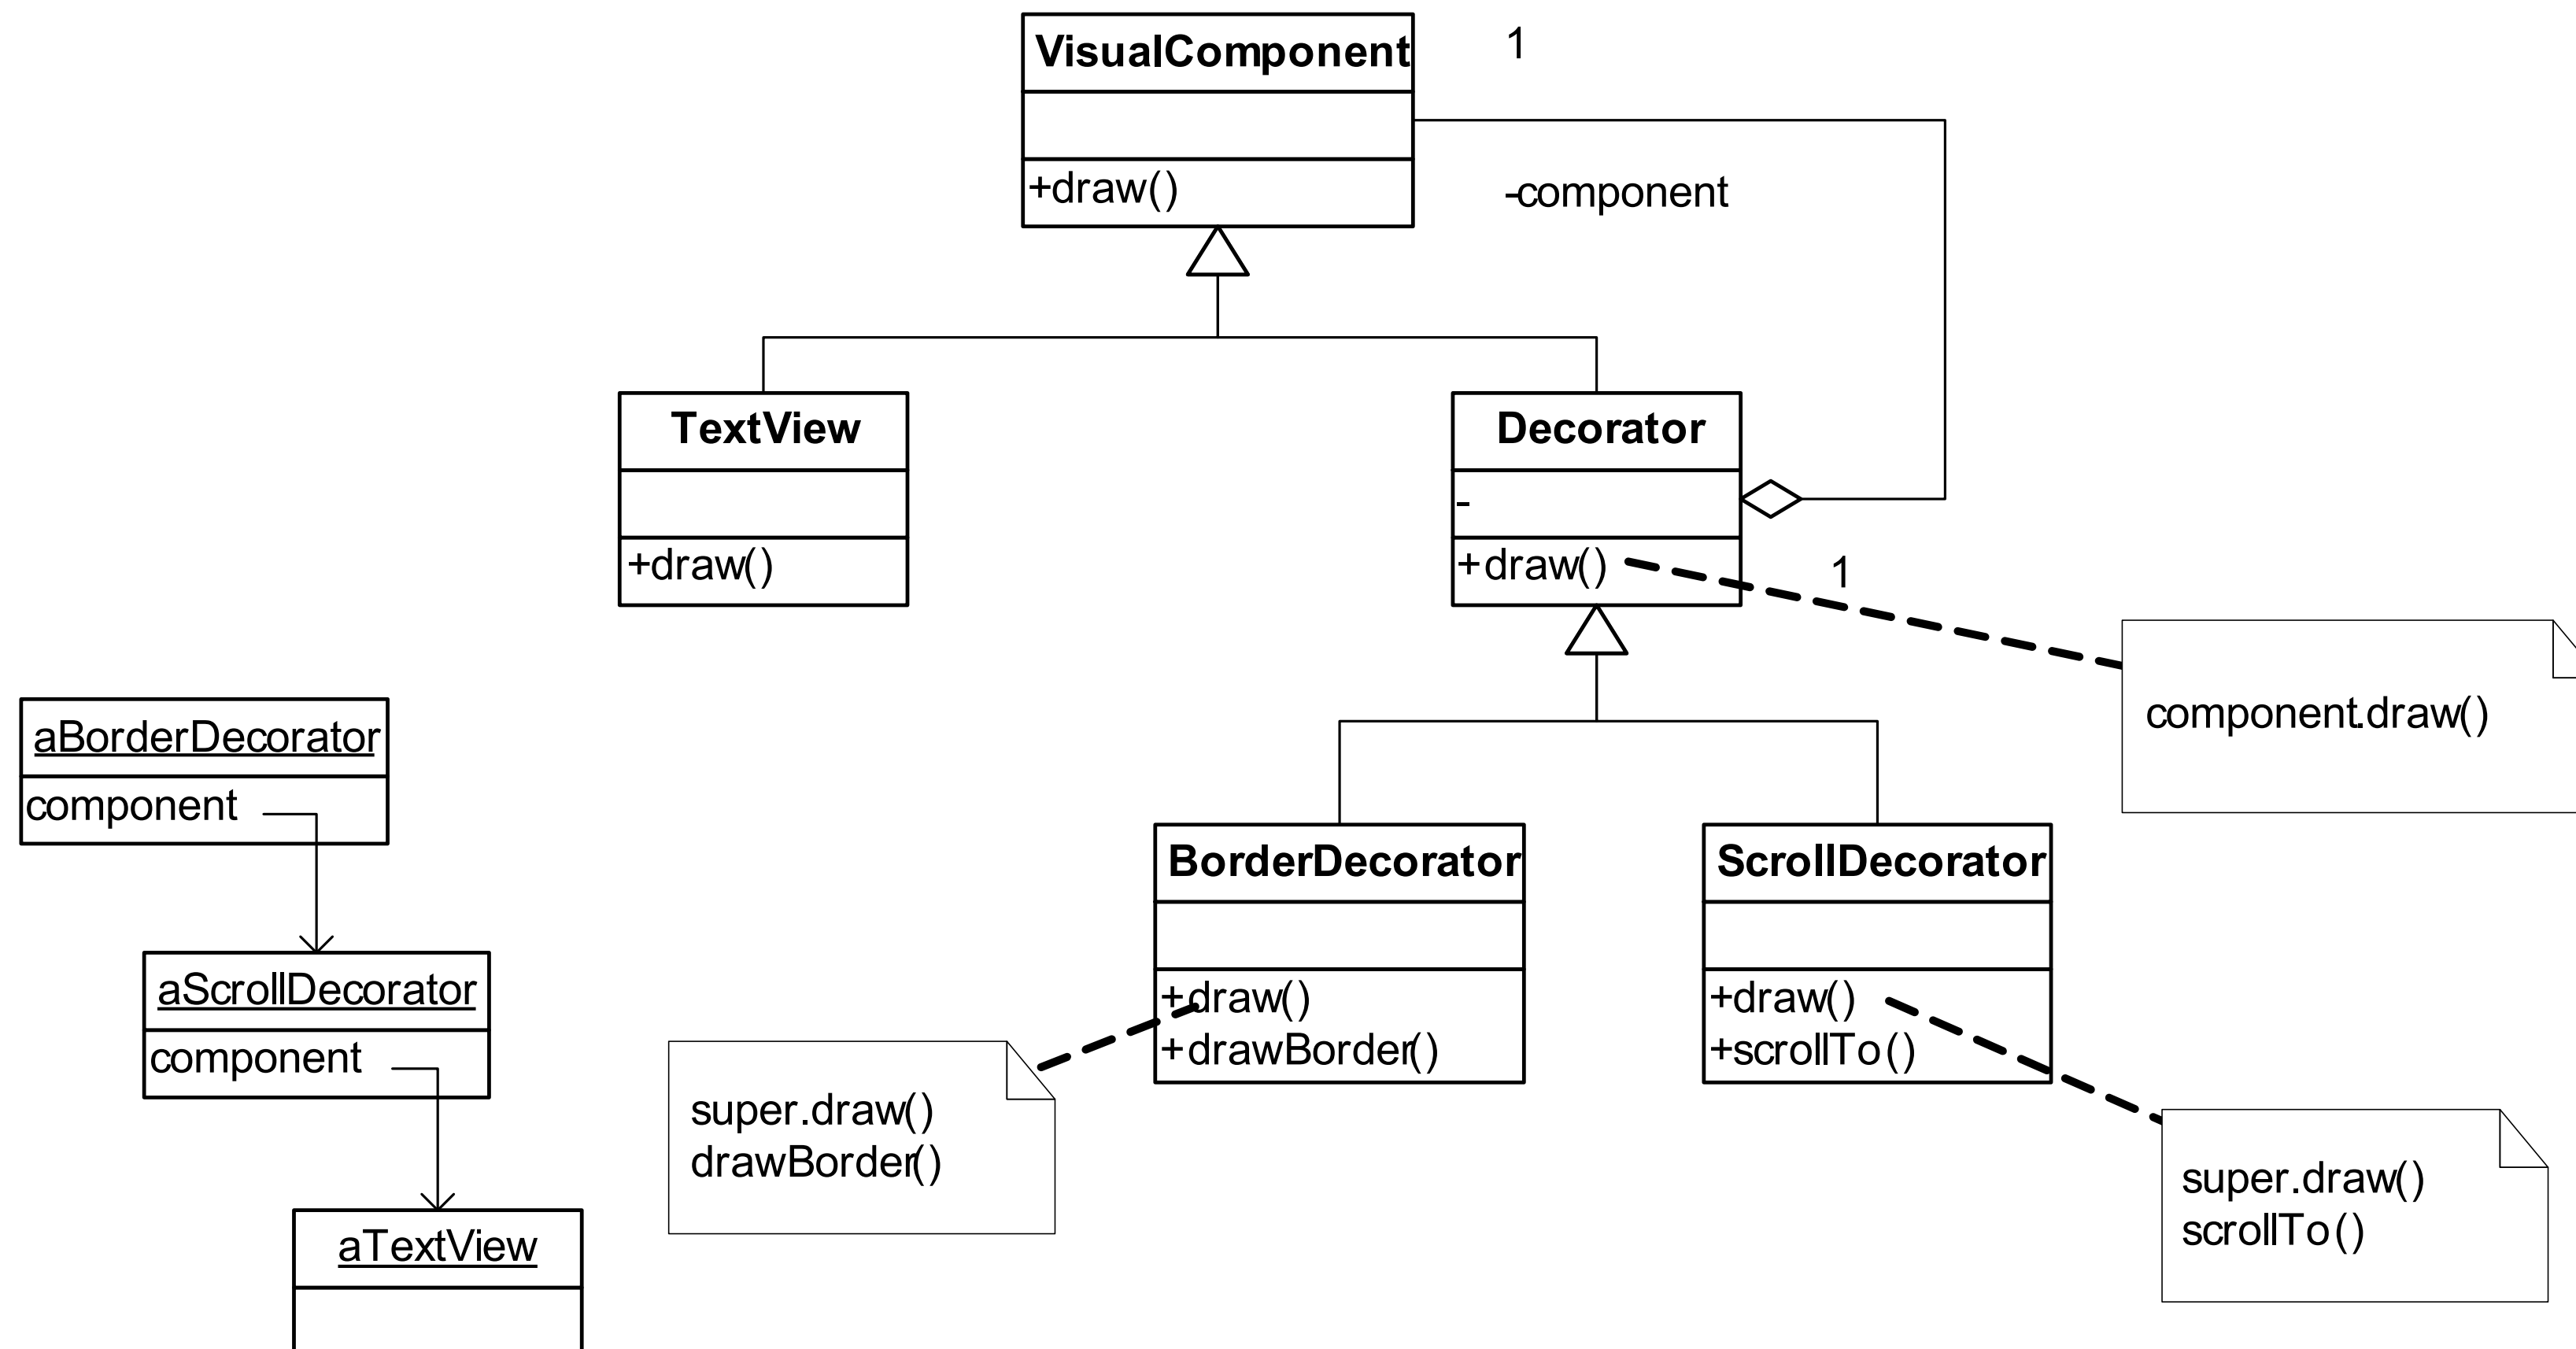 VisualComponent
1
+draw()
-component
TextView
+draw()
Decorator
-
+draw()
1
component.draw()
aBorderDecorator
component
aScrollDecorator
component
aTextView
BorderDecorator
+draw()
+drawBorder()
ScrollDecorator
+draw()
+scrollTo()
super.draw()
drawBorder()
super.draw()
scrollTo()